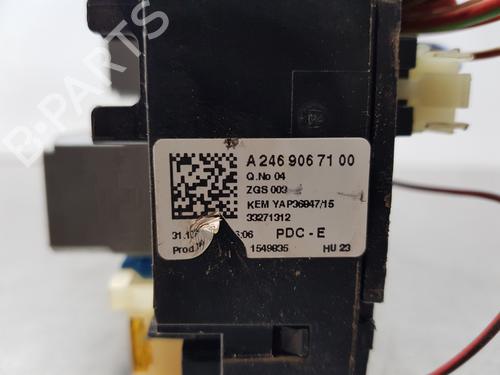 A 246 906 71 00
Q.No 04
ZGS 003
KEM YAP36947/15
33271312
PDC - E
Prod.
1549835
HU 23
B-PARTS